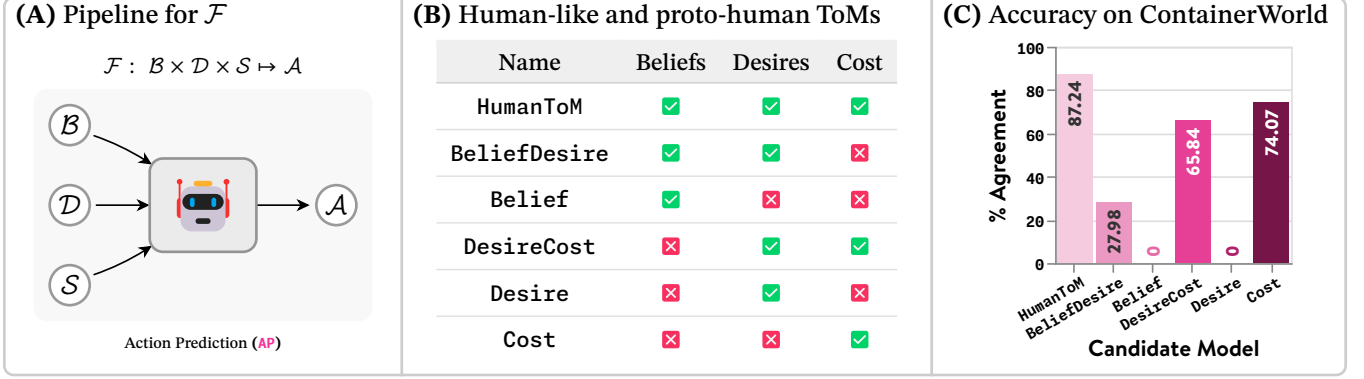 (A) Pipeline for ℱ
ℱ : ℬ × 𝒟 × 𝒮 ↦ 𝒜
ℬ
𝒟
𝒮
𝒜
Action Prediction (AP)
(B) Human-like and proto-human ToMs
Name Beliefs Desires Cost
HumanToM ✓ ✓ ✓
BeliefDesire ✓ ✓ ✕
Belief ✓ ✕ ✕
DesireCost ✕ ✓ ✓
Desire ✕ ✓ ✕
Cost ✕ ✕ ✓
(C) Accuracy on ContainerWorld
% Agreement
100
80
60
40
20
0
87.24
27.98
0
65.84
0
74.07
HumanToM
BeliefDesire
Belief
DesireCost
Desire
Cost
Candidate Model